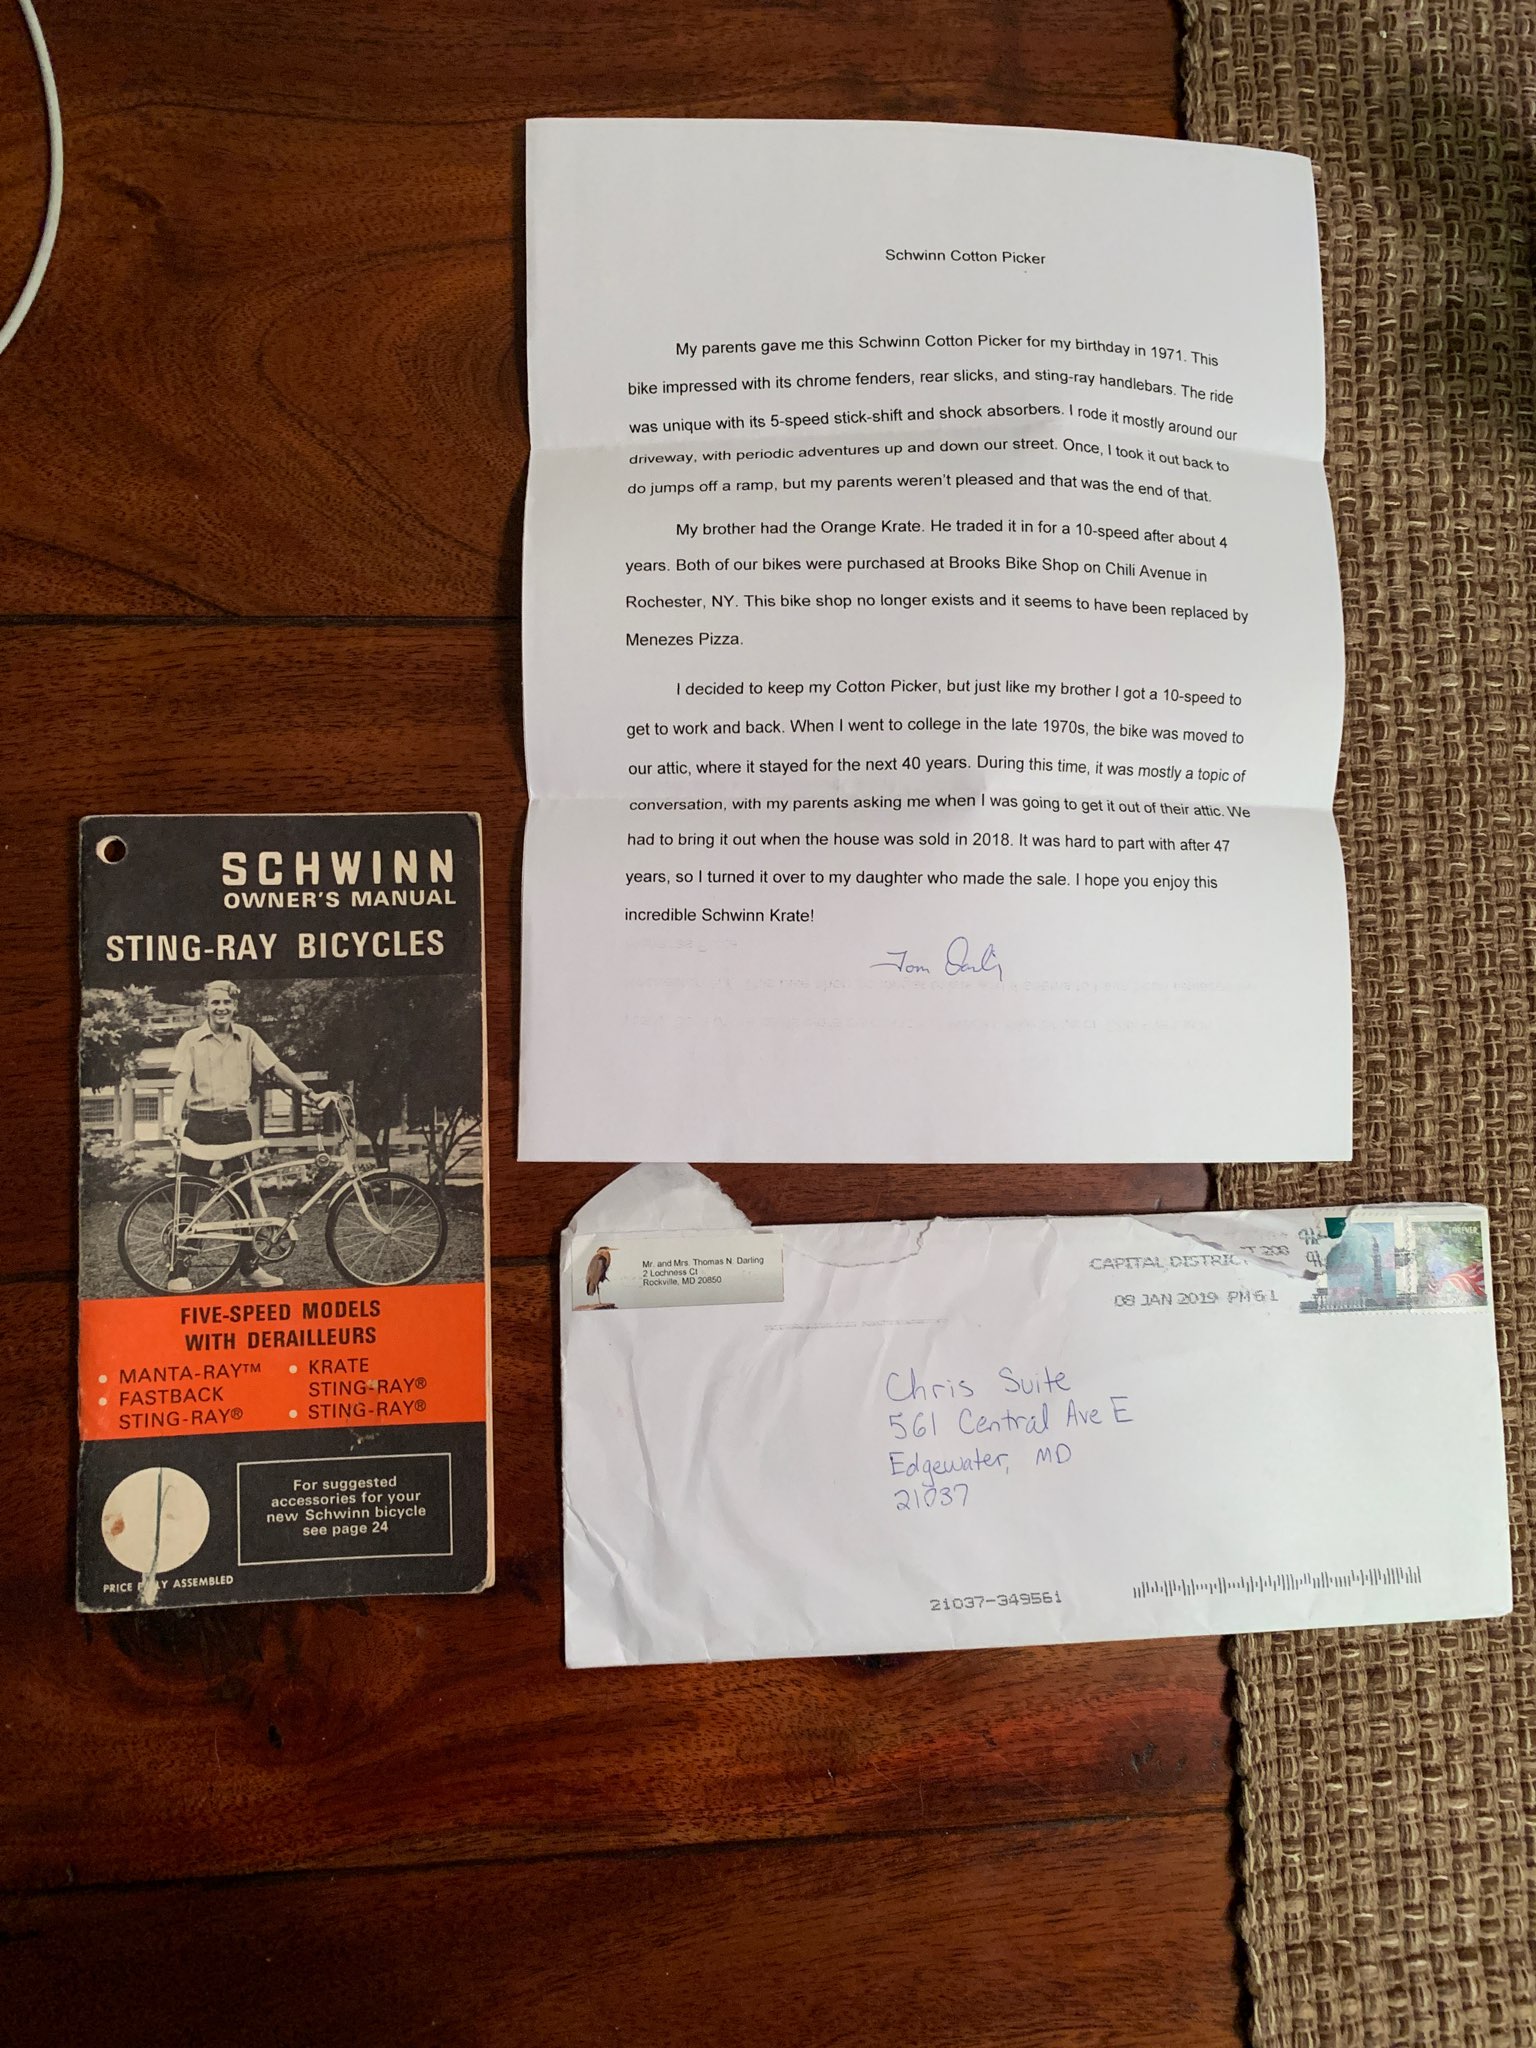 Schwinn Cotton Picker
My parents gave me this Schwinn Cotton Picker for my birthday in 1971. This
bike impressed with its chrome fenders, rear slicks, and sting-ray handlebars. The ride
was unique with its 5-speed stick-shift and shock absorbers. I rode it mostly around our
driveway, with periodic adventures up and down our street. Once, I took it out back to
do jumps off a ramp, but my parents weren't pleased and that was the end of that.
My brother had the Orange Krate. He traded it in for a 10-speed after about 4
years. Both of our bikes were purchased at Brooks Bike Shop on Chili Avenue in
Rochester, NY. This bike shop no longer exists and it seems to have been replaced by
Menezes Pizza.
I decided to keep my Cotton Picker, but just like my brother I got a 10-speed to
get to work and back. When I went to college in the late 1970s, the bike was moved to
our attic, where it stayed for the next 40 years. During this time, it was mostly a topic of
conversation, with my parents asking me when I was going to get it out of their attic. We
had to bring it out when the house was sold in 2018. It was hard to part with after 47
years, so I turned it over to my daughter who made the sale. I hope you enjoy this
incredible Schwinn Krate!
Tom Darling
SCHWINN
OWNER'S MANUAL
STING-RAY BICYCLES
FIVE-SPEED MODELS
WITH DERAILLEURS
• MANTA-RAY™
• FASTBACK
STING-RAY®
• KRATE
STING-RAY®
• STING-RAY®
For suggested
accessories for your
new Schwinn bicycle
see page 24
PRICE ASSEMBLED
Mr. and Mrs. Thomas N. Darling
2 Lochness Ct
Rockville, MD 20850
CAPITAL DISTRICT 208
08 JAN 2019 PM 6 1
FOREVER
Chris Suite
561 Central Ave E
Edgewater, MD
21037
21037-349561